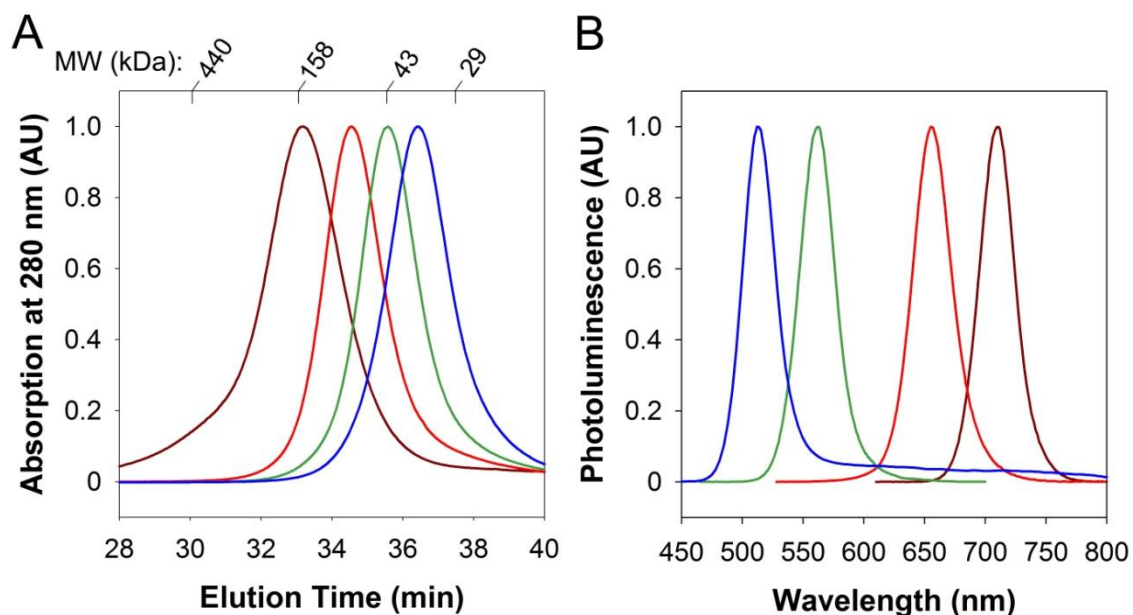 A
MW (kDa): 440 158 43 29
Absorption at 280 nm (AU)
1.0
0.8
0.6
0.4
0.2
0
28 30 32 34 36 38 40
Elution Time (min)
B
Photoluminescence (AU)
1.0
0.8
0.6
0.4
0.2
0
450 500 550 600 650 700 750 800
Wavelength (nm)